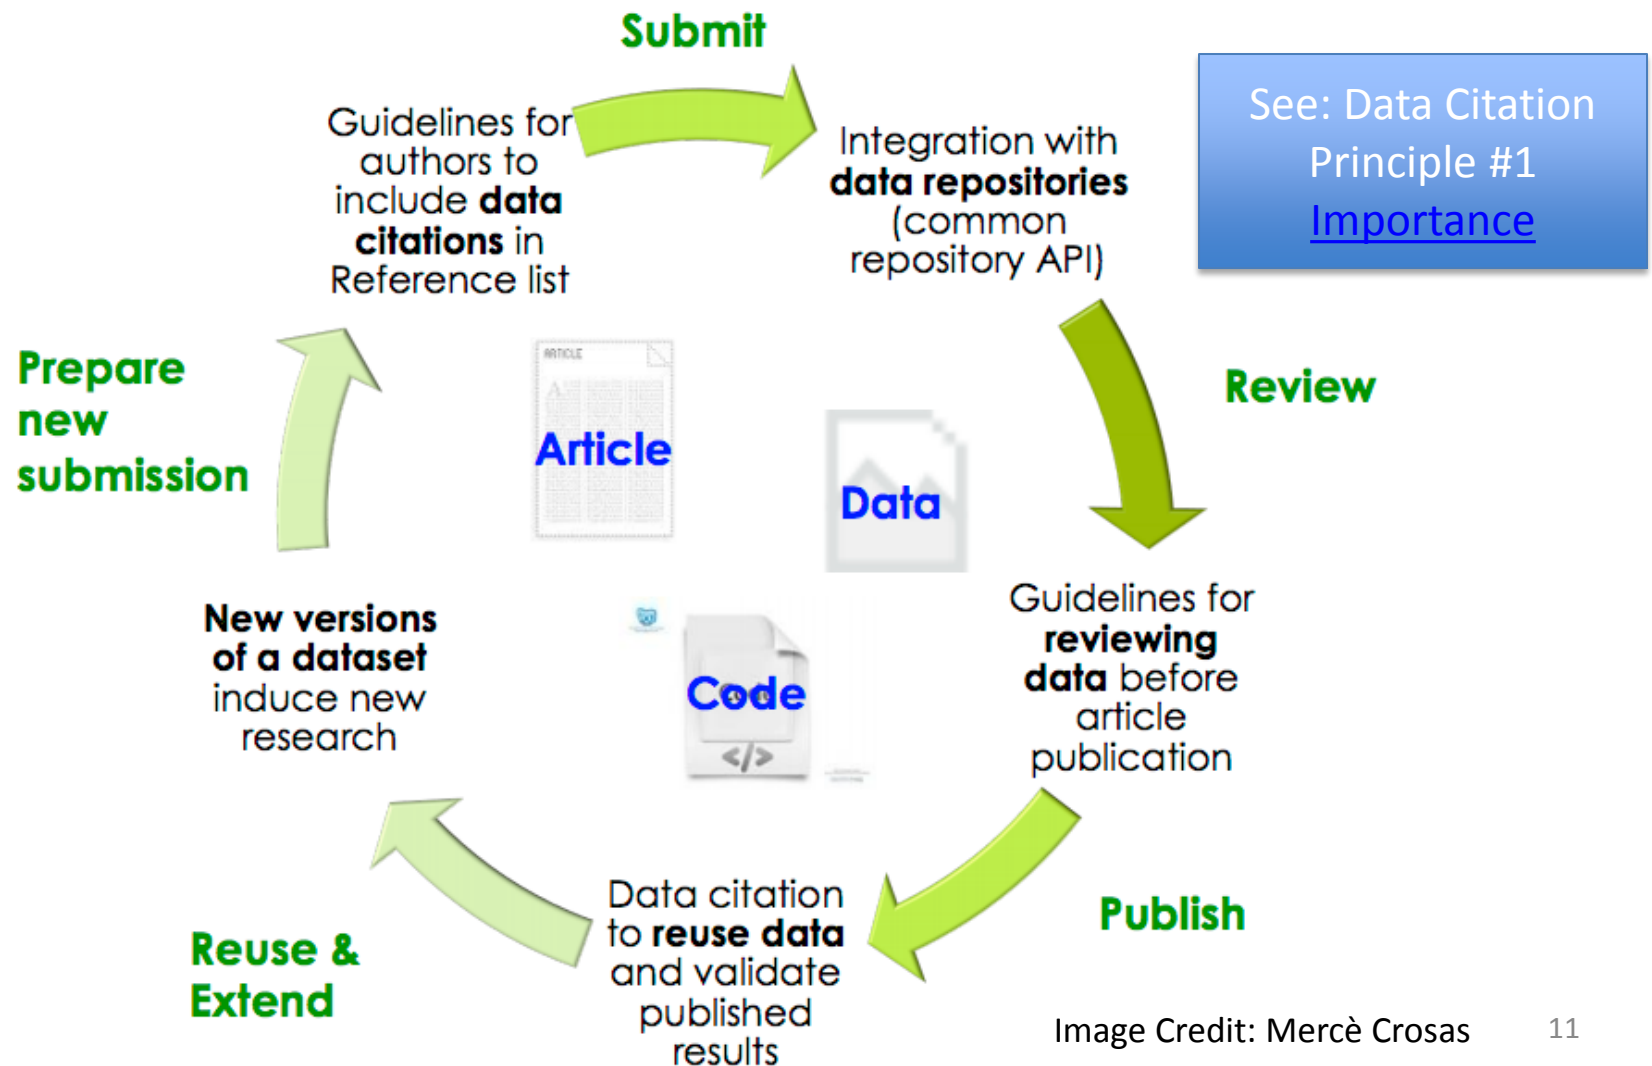 Submit
Guidelines for
authors to
include data
citations in
Reference list
Integration with
data repositories
(common
repository API)
See: Data Citation
Principle #1
Importance
Prepare
new
submission
ARTICLE
Article
Data
Review
New versions
of a dataset
induce new
research
Code
</>
Guidelines for
reviewing
data before
article
publication
Reuse &
Extend
Data citation
to reuse data
and validate
published
results
Publish
Image Credit: Mercè Crosas
11